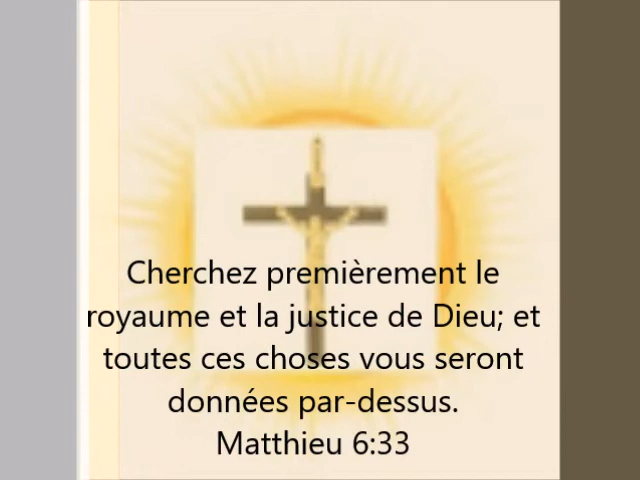 Cherchez premièrement le
royaume et la justice de Dieu; et
toutes ces choses vous seront
données par-dessus.
Matthieu 6:33